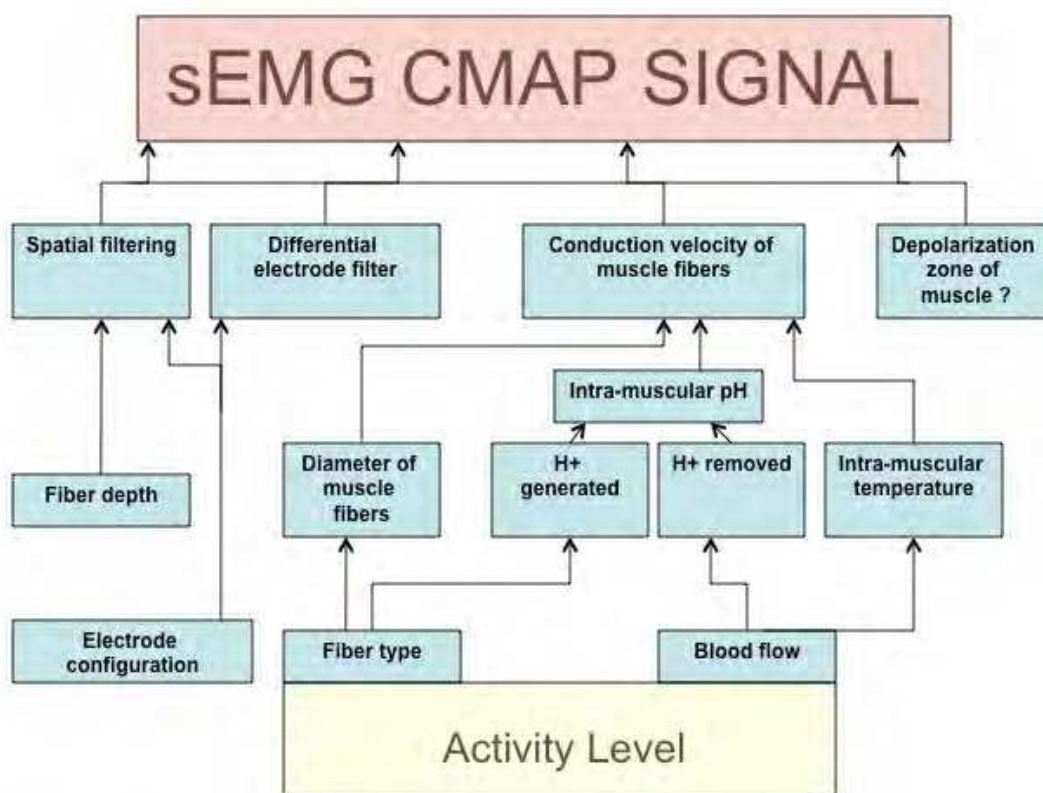 sEMG CMAP SIGNAL
Spatial filtering
Differential
electrode filter
Conduction velocity of
muscle fibers
Depolarization
zone of
muscle ?
Intra-muscular pH
Fiber depth
Diameter of
muscle
fibers
H+
generated
H+ removed
Intra-muscular
temperature
Electrode
configuration
Fiber type
Blood flow
Activity Level